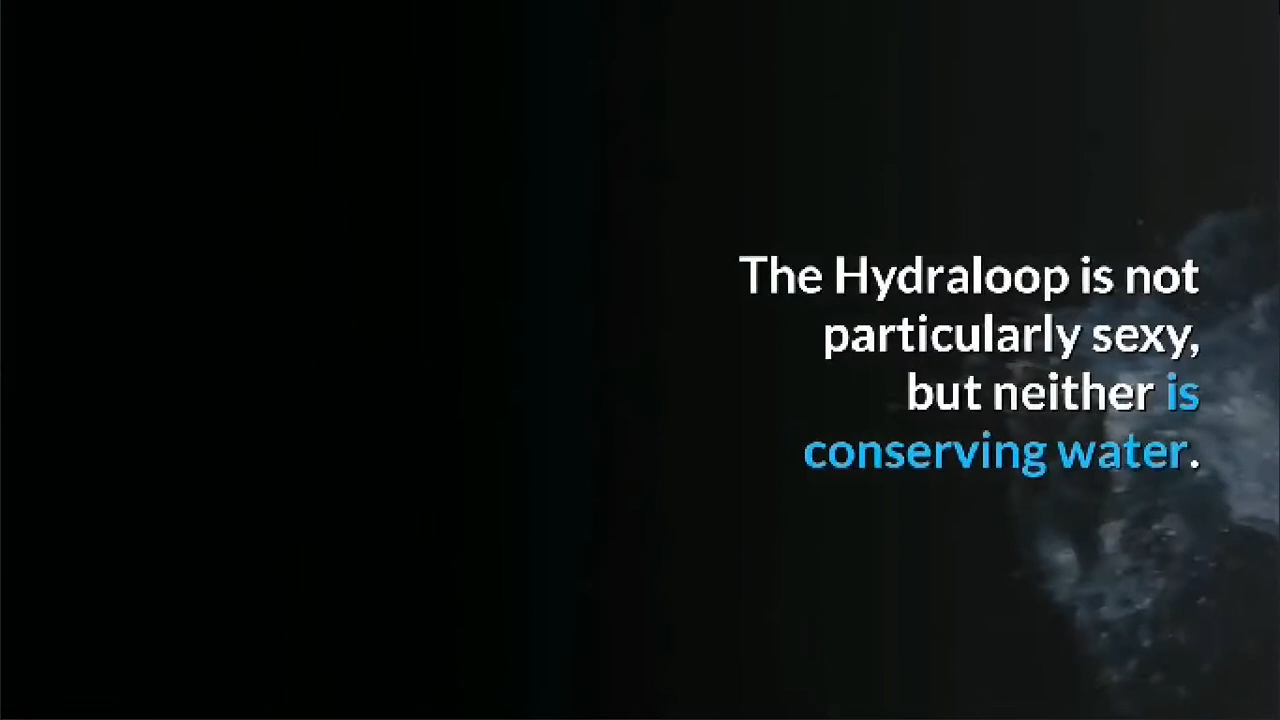 The Hydraloop is not
particularly sexy,
but neither is
conserving water.